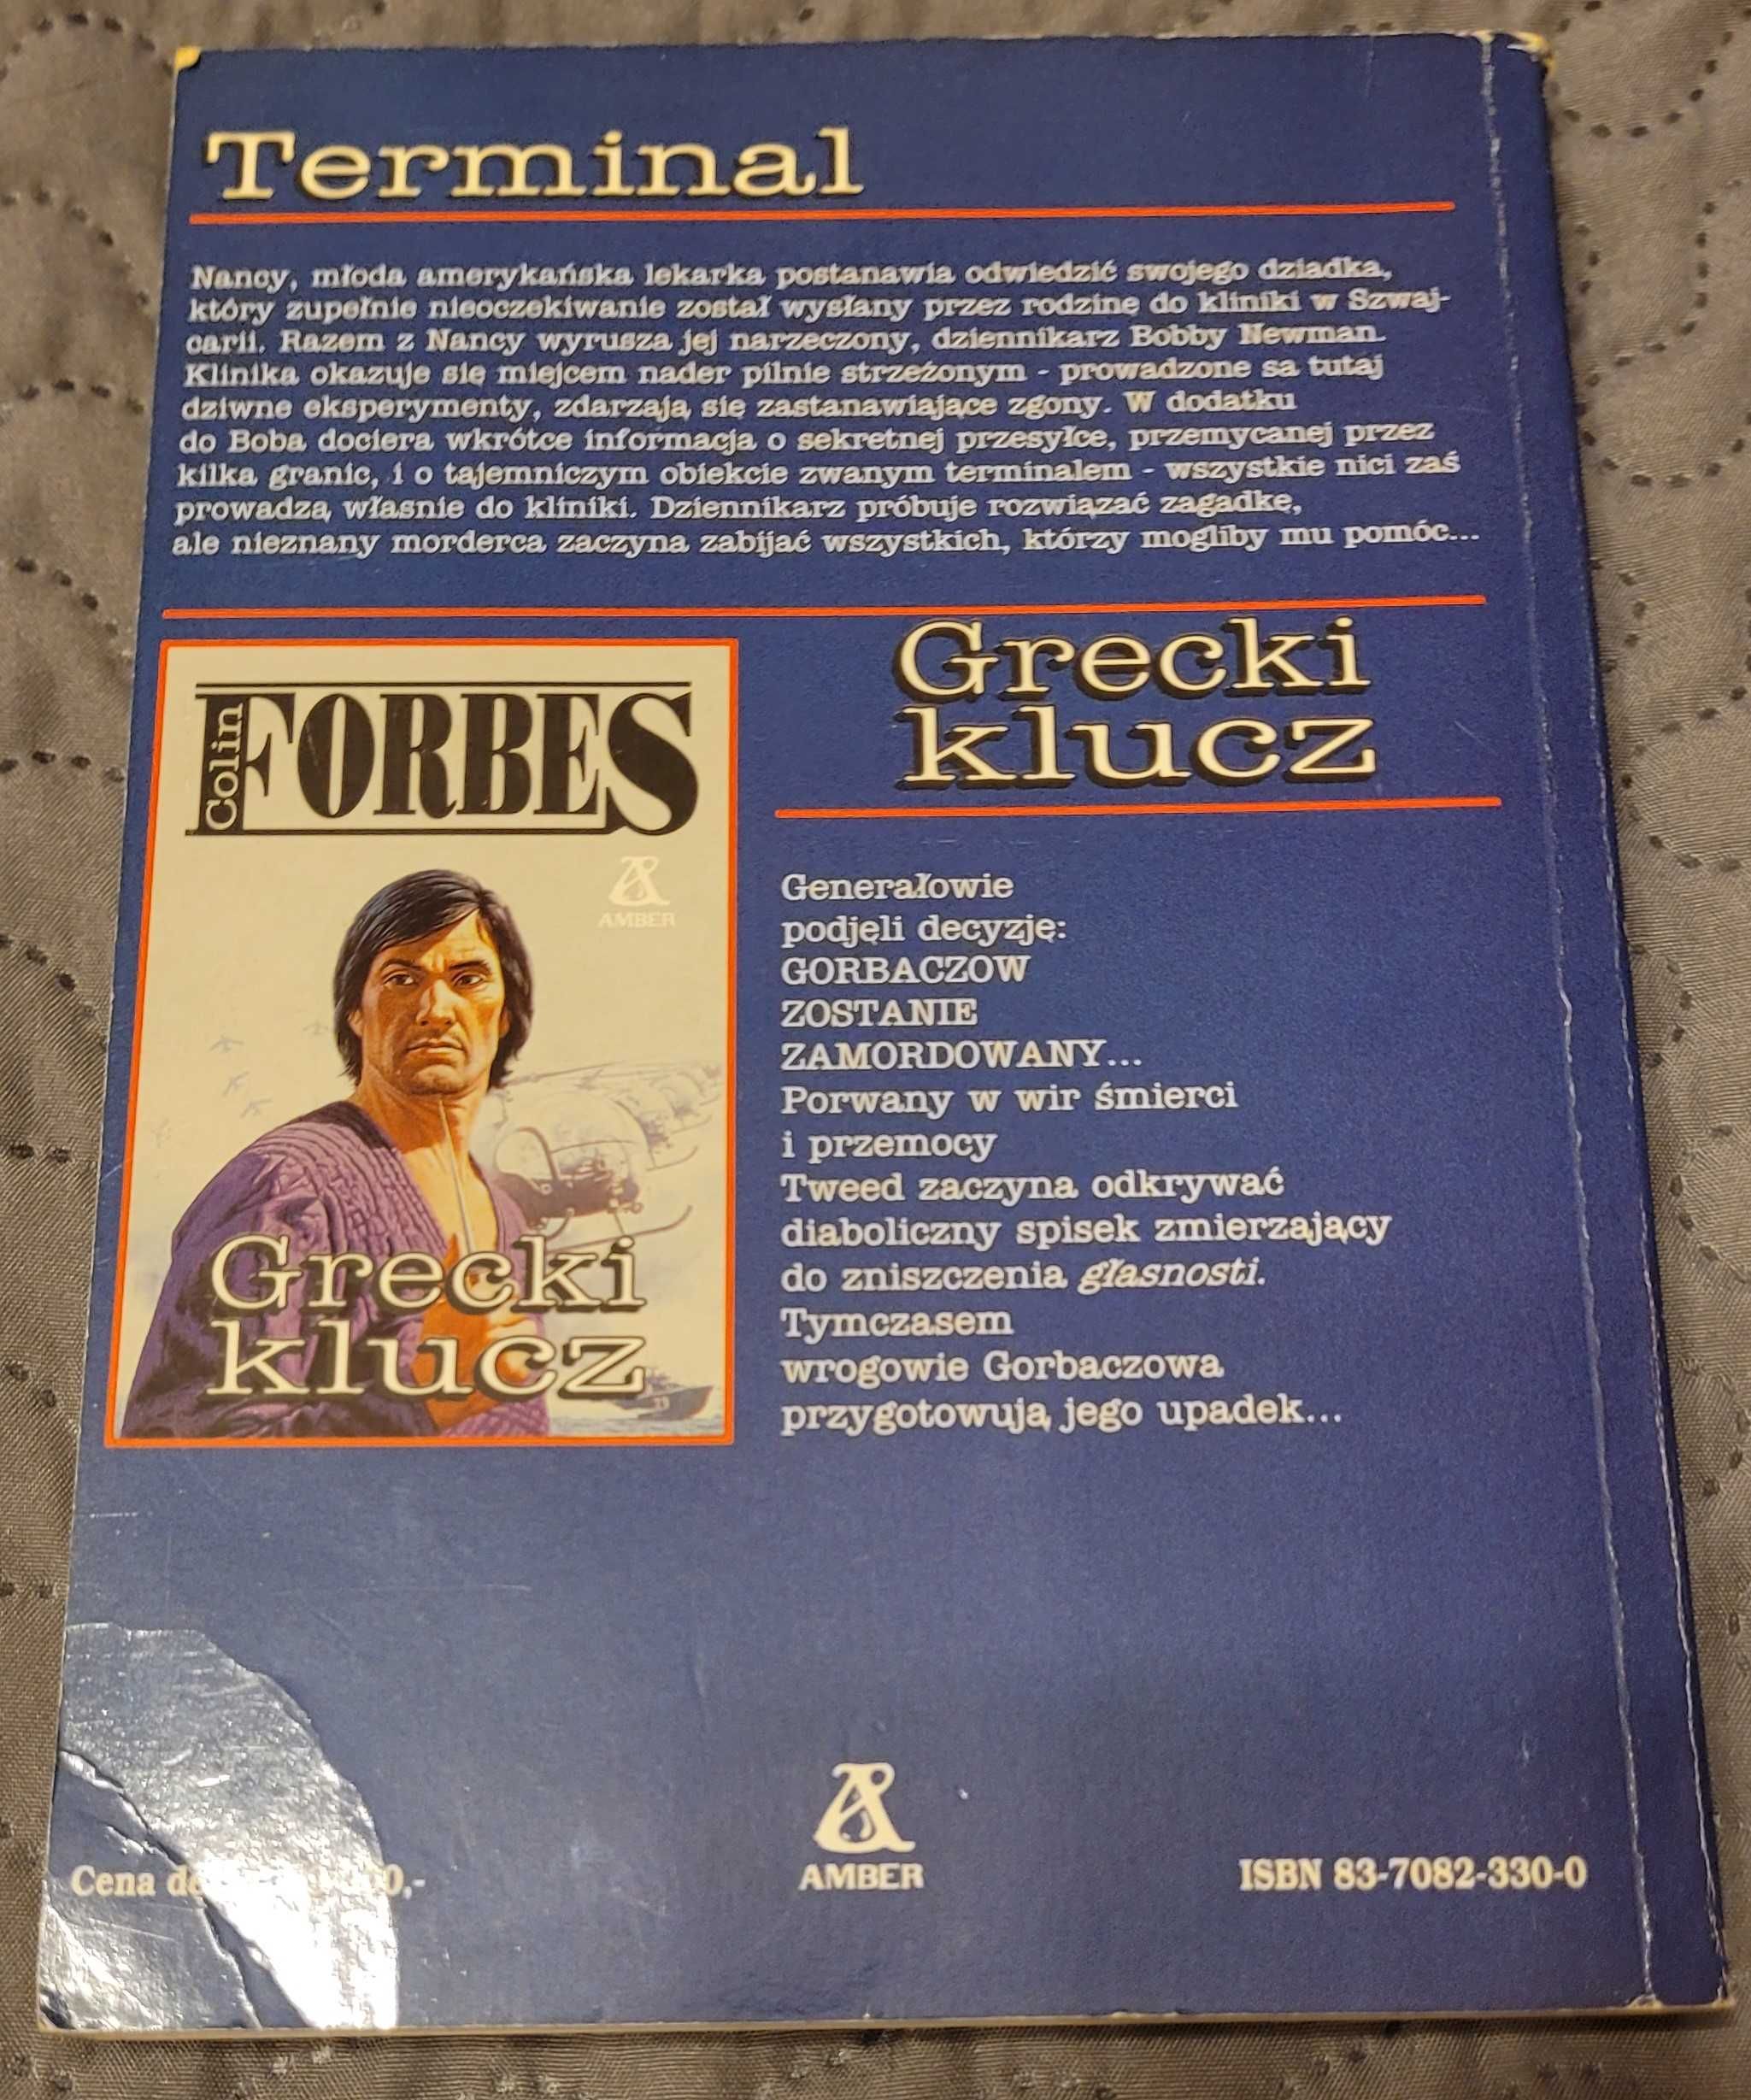 Terminal
Nancy, młoda amerykańska lekarka postanawia odwiedzić swojego dziadka,
który zupełnie nieoczekiwanie został wysłany przez rodzinę do kliniki w Szwaj-
carii. Razem z Nancy wyrusza jej narzeczony, dziennikarz Bobby Newman.
Klinika okazuje się miejcem nader pilnie strzeżonym - prowadzone sa tutaj
dziwne eksperymenty, zdarzają się zastanawiające zgony. W dodatku
do Boba dociera wkrótce informacja o sekretnej przesyłce, przemycanej przez
kilka granic, i o tajemniczym obiekcie zwanym terminalem - wszystkie nici zaś
prowadzą własnie do kliniki. Dziennikarz próbuje rozwiązać zagadkę,
ale nieznany morderca zaczyna zabijać wszystkich, którzy mogliby mu pomóc...
Colin FORBES
AMBER
Grecki
klucz
Grecki
klucz
Generałowie
podjęli decyzję:
GORBACZOW
ZOSTANIE
ZAMORDOWANY...
Porwany w wir śmierci
i przemocy
Tweed zaczyna odkrywać
diaboliczny spisek zmierzający
do zniszczenia głasnosti.
Tymczasem
wrogowie Gorbaczowa
przygotowują jego upadek...
Cena
AMBER
ISBN 83-7082-330-0